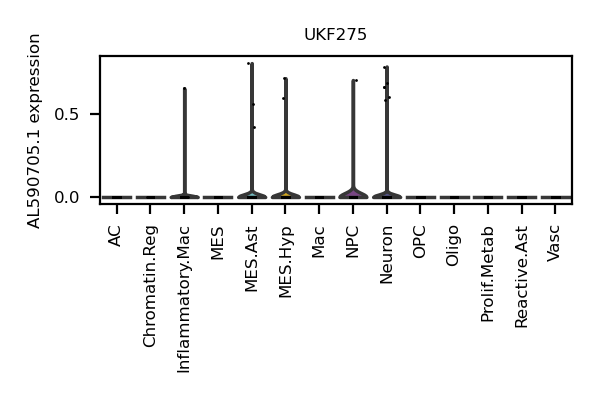 UKF275
AL590705.1 expression
0.5
0.0
AC
Chromatin.Reg
Inflammatory.Mac
MES
MES.Ast
MES.Hyp
Mac
NPC
Neuron
OPC
Oligo
Prolif.Metab
Reactive.Ast
Vasc